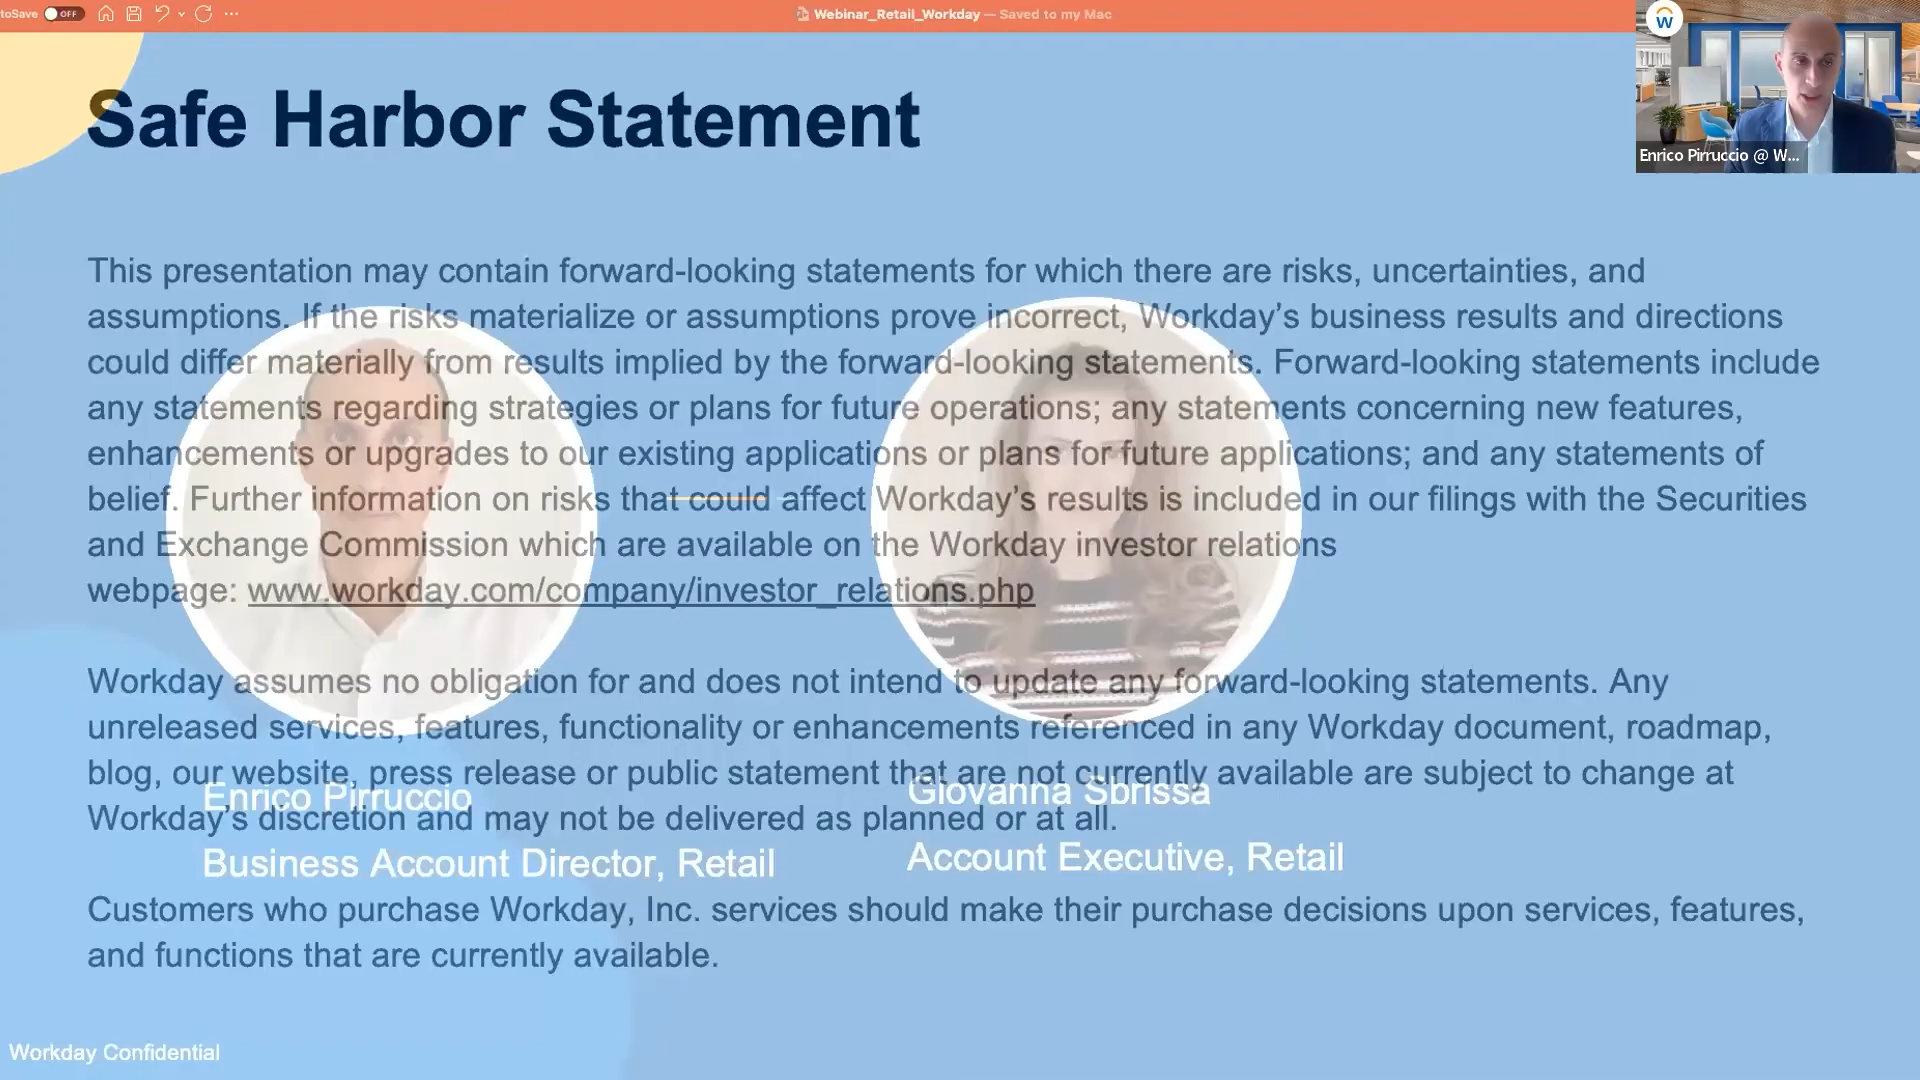 toSave OFF
Webinar_Retail_Workday — Saved to my Mac
W
Enrico Pirruccio @ W...
Safe Harbor Statement
This presentation may contain forward-looking statements for which there are risks, uncertainties, and
assumptions. If the risks materialize or assumptions prove incorrect, Workday’s business results and directions
could differ materially from results implied by the forward-looking statements. Forward-looking statements include
any statements regarding strategies or plans for future operations; any statements concerning new features,
enhancements or upgrades to our existing applications or plans for future applications; and any statements of
belief. Further information on risks that could affect Workday’s results is included in our filings with the Securities
and Exchange Commission which are available on the Workday investor relations
webpage: www.workday.com/company/investor_relations.php
Workday assumes no obligation for and does not intend to update any forward-looking statements. Any
unreleased services, features, functionality or enhancements referenced in any Workday document, roadmap,
blog, our website, press release or public statement that are not currently available are subject to change at
Workday’s discretion and may not be delivered as planned or at all.
Enrico Pirruccio
Business Account Director, Retail
Giovanna Sbrissa
Account Executive, Retail
Customers who purchase Workday, Inc. services should make their purchase decisions upon services, features,
and functions that are currently available.
Workday Confidential